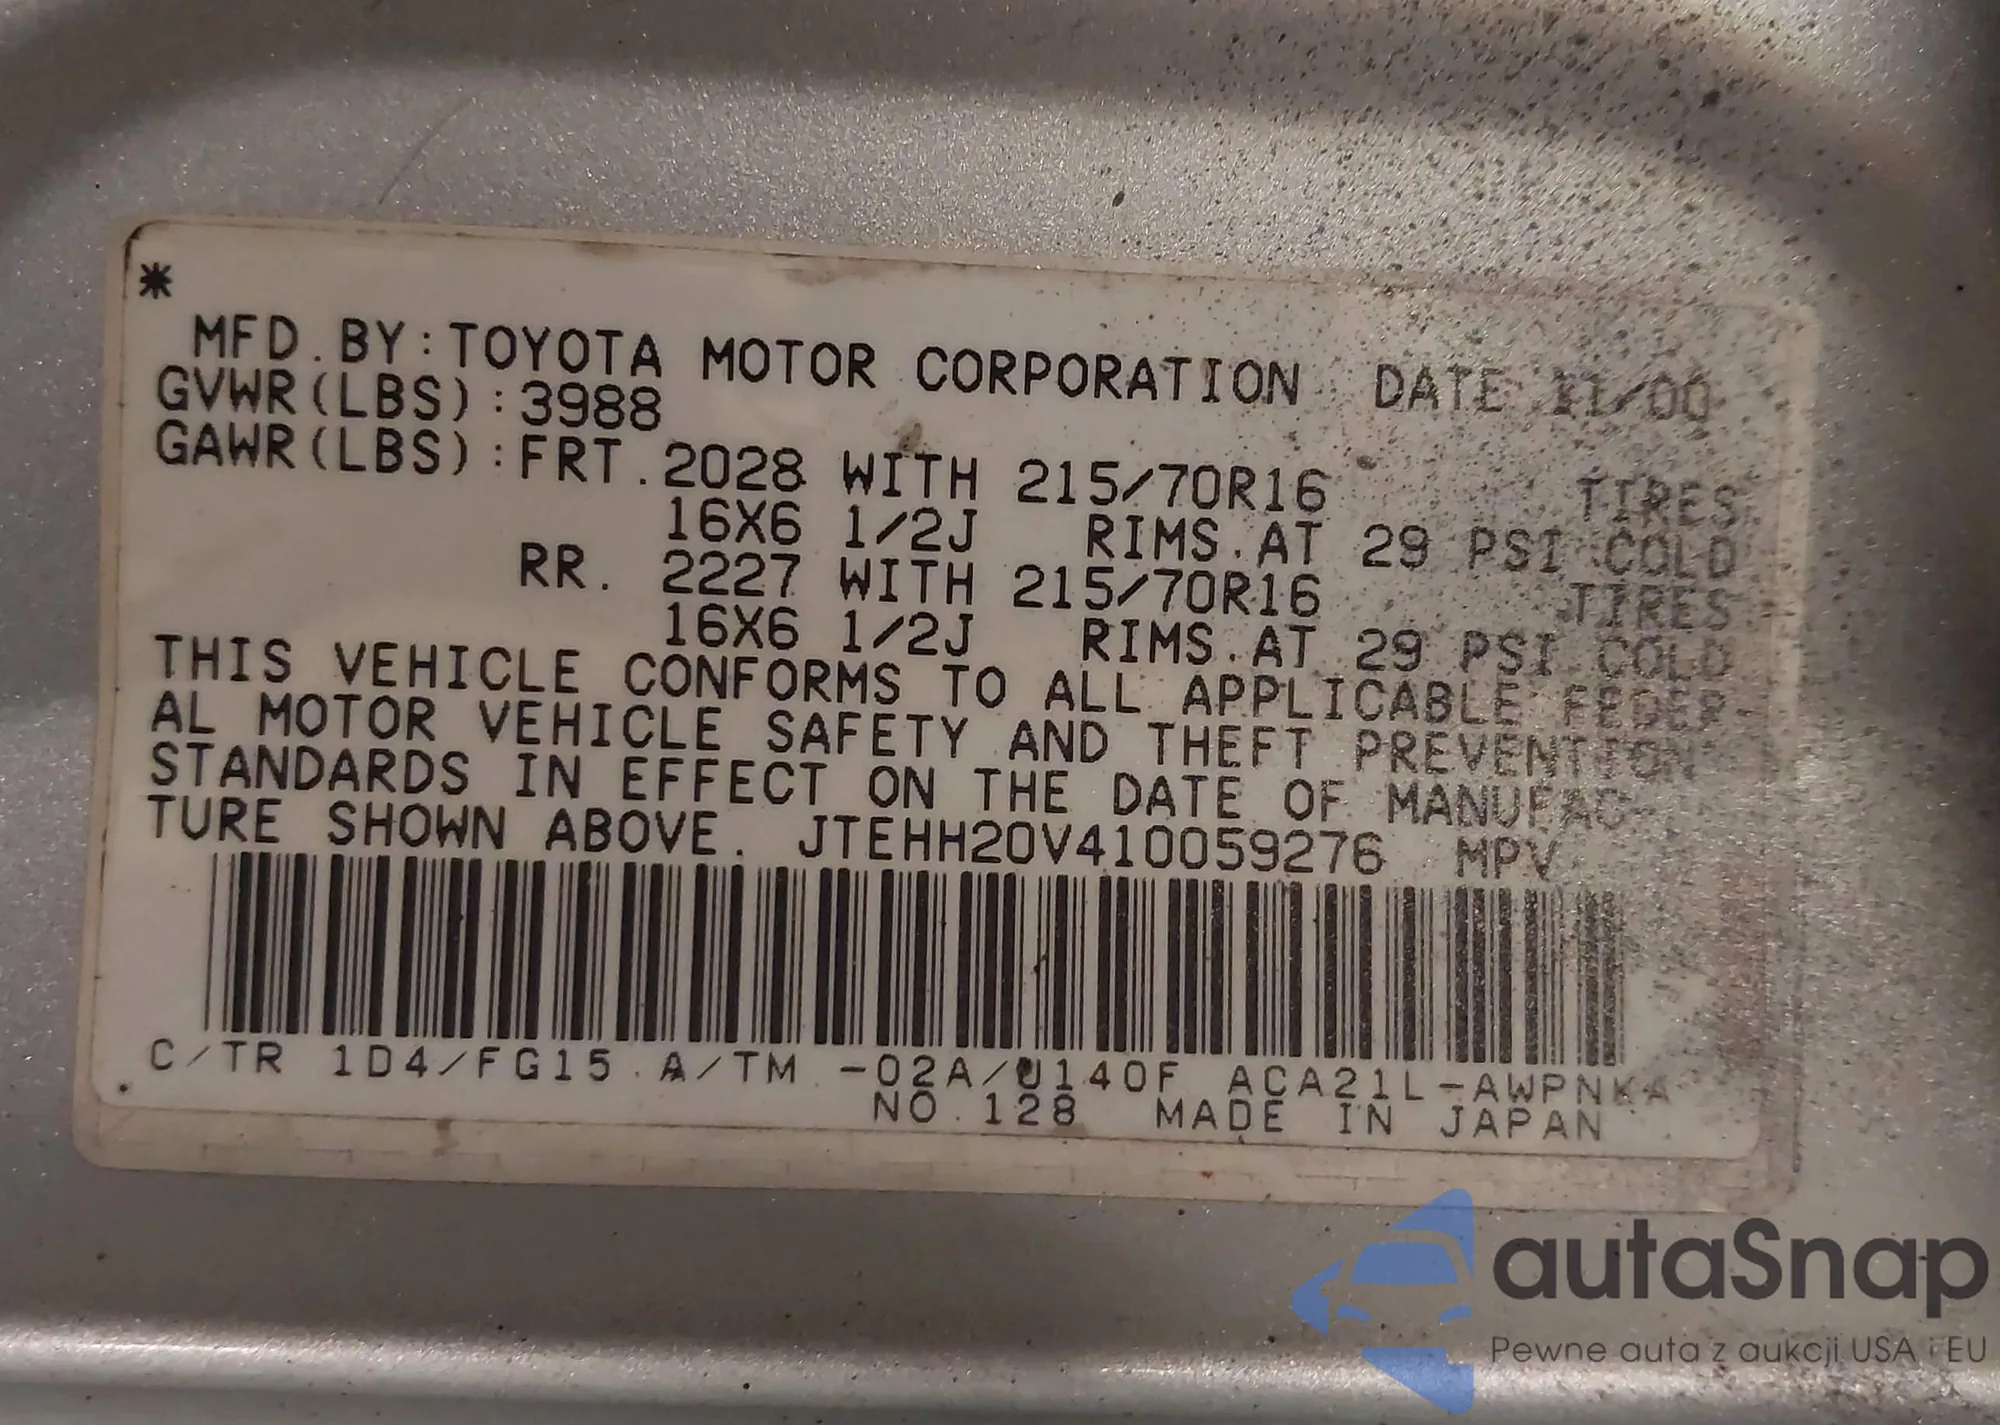 *
MFD.BY:TOYOTA MOTOR CORPORATION DATE 11/00
GVWR(LBS):3988
GAWR(LBS):FRT.2028 WITH 215/70R16 TIRES
16X6 1/2J RIMS.AT 29 PSI COLD
RR. 2227 WITH 215/70R16 TIRES
16X6 1/2J RIMS.AT 29 PSI COLD
THIS VEHICLE CONFORMS TO ALL APPLICABLE FEDER-
AL MOTOR VEHICLE SAFETY AND THEFT PREVENTION
STANDARDS IN EFFECT ON THE DATE OF MANUFAC-
TURE SHOWN ABOVE. JTEHH20V410059276 MPV
C/TR 1D4/FG15 A/TM -02A/U140F ACA21L-AWPNKA
NO.128 MADE IN JAPAN
autaSnap
Pewne auta z aukcji USA i EU